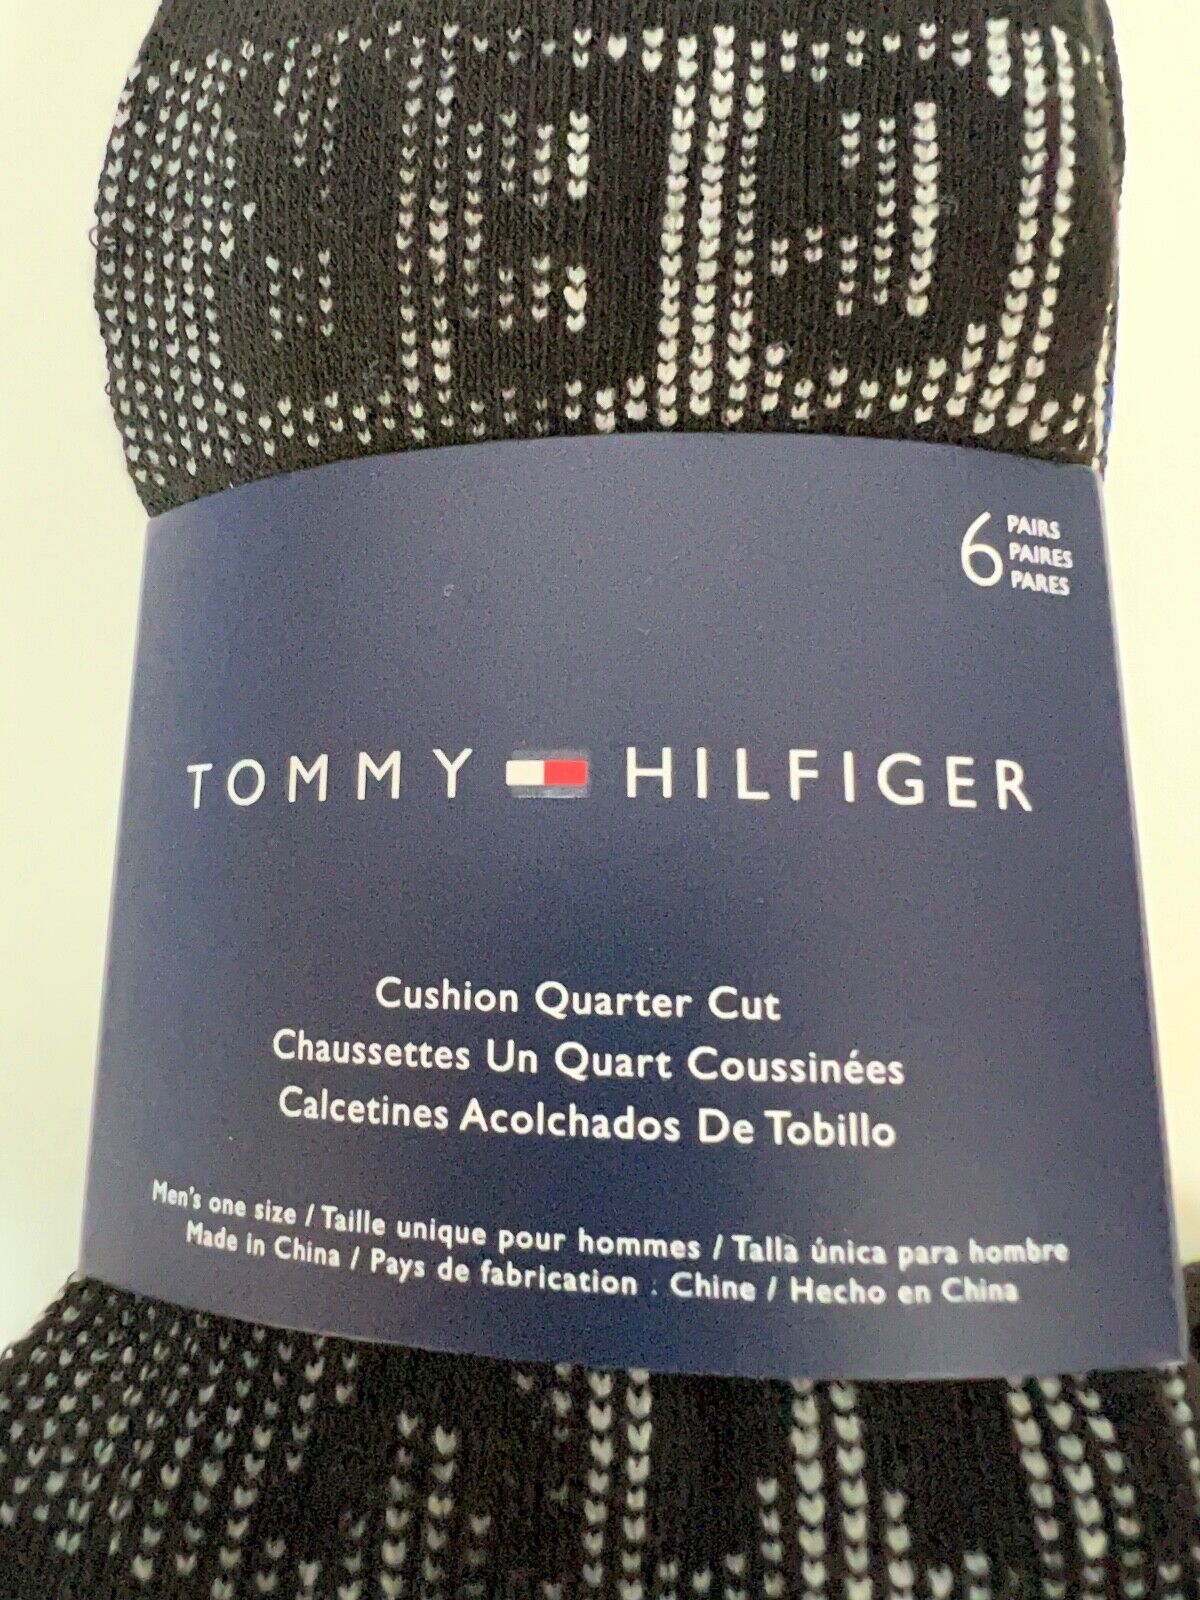 6 PAIRS
PAIRES
PARES
TOMMY HILFIGER
Cushion Quarter Cut
Chaussettes Un Quart Coussinées
Calcetines Acolchados De Tobillo
Men's one size / Taille unique pour hommes / Talla única para hombre
Made in China / Pays de fabrication : Chine / Hecho en China